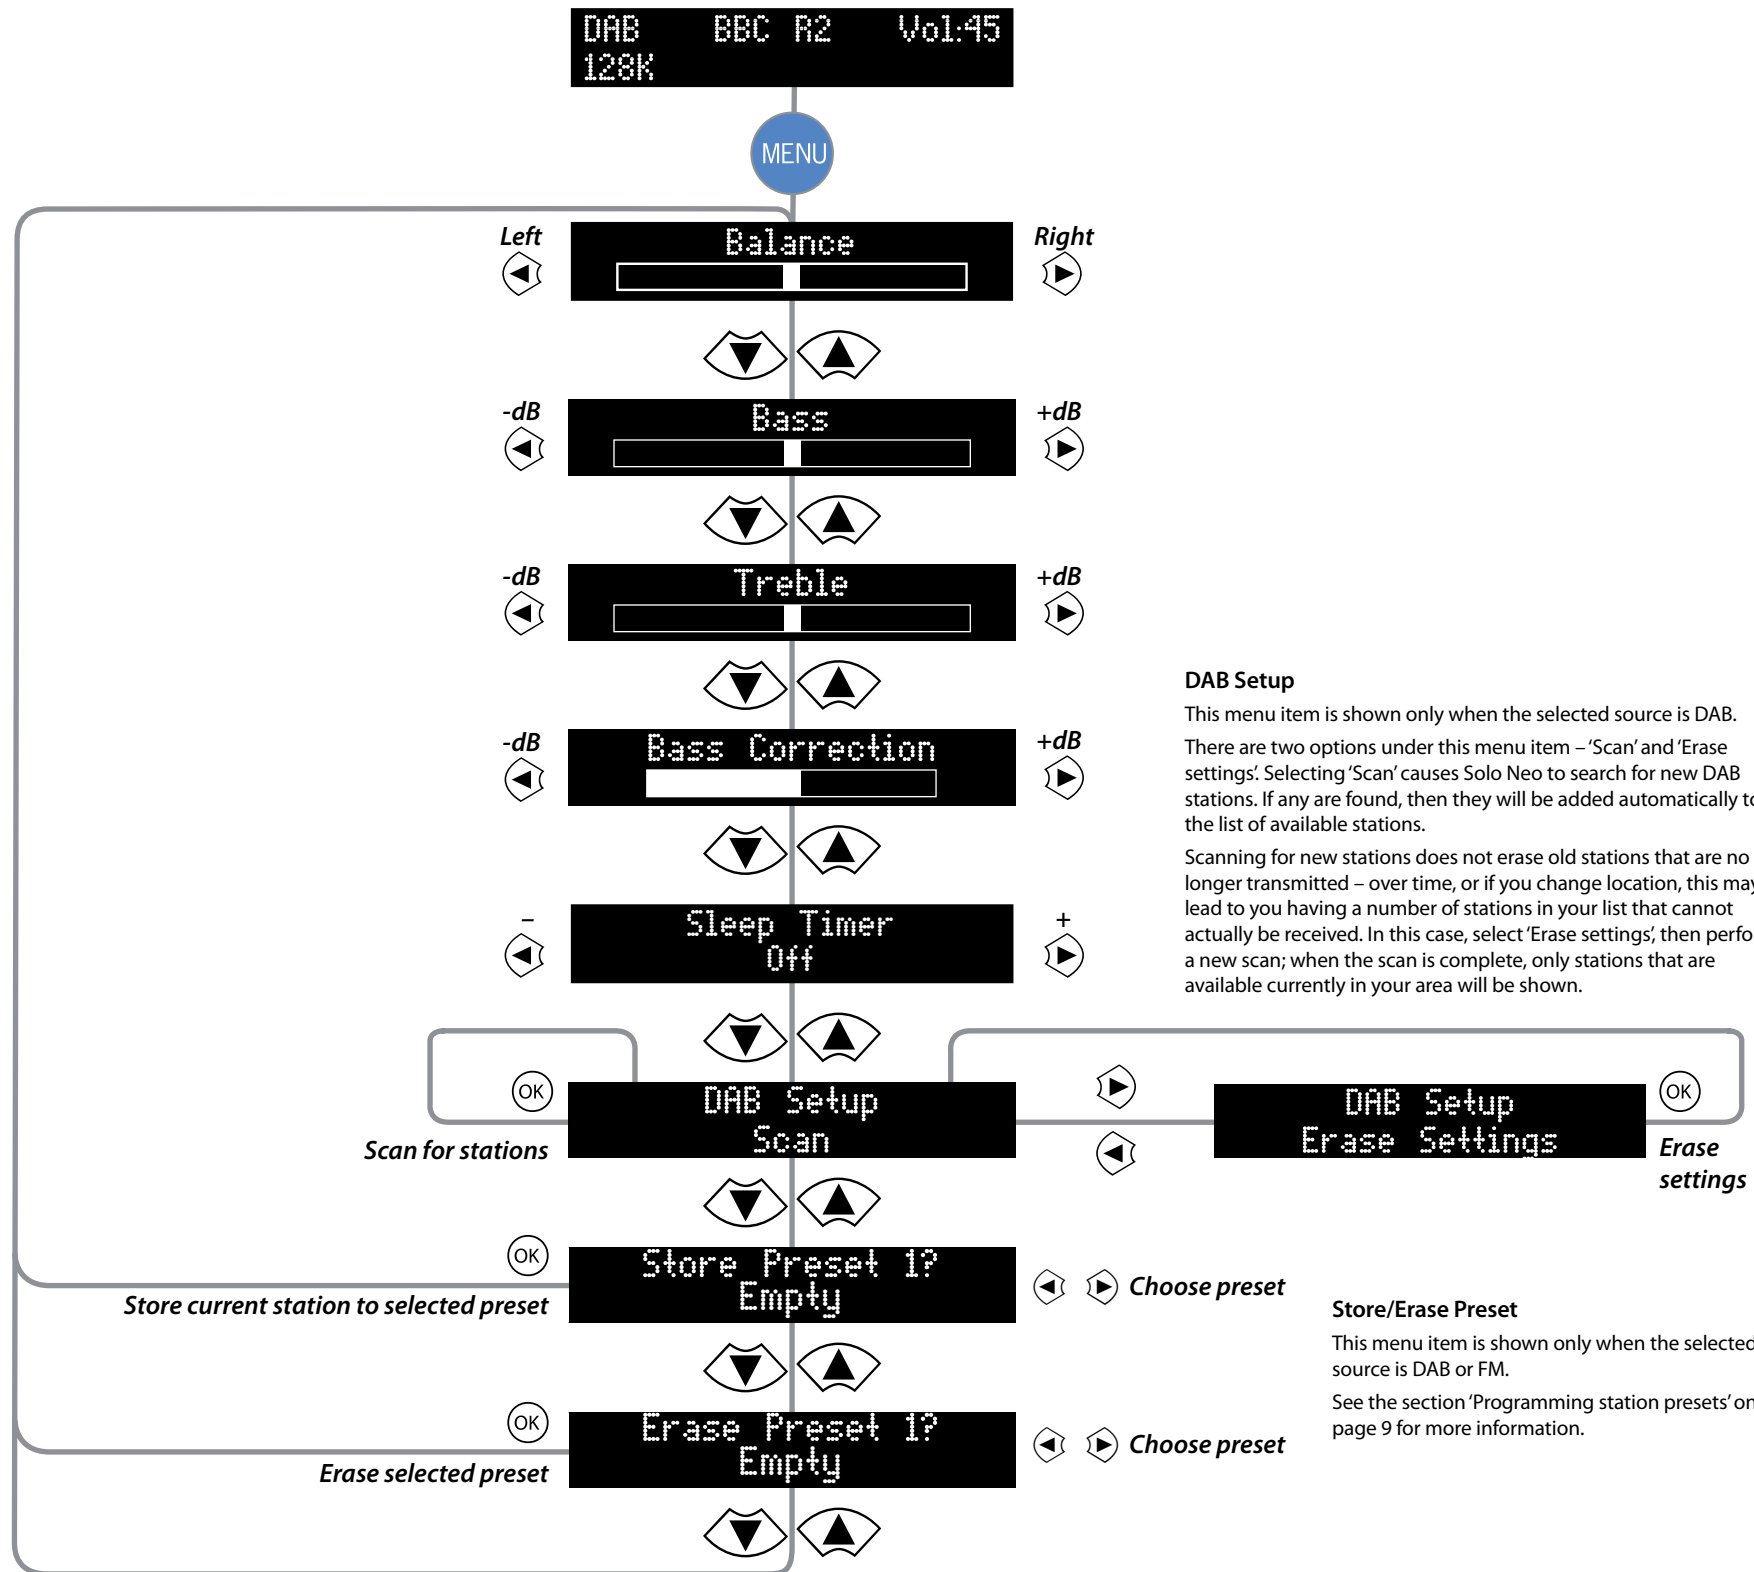 DAB BBC R2 Vol:45
128K
MENU
Left
Balance
Right
-dB
Bass
+dB
-dB
Treble
+dB
DAB Setup
This menu item is shown only when the selected source is DAB.
There are two options under this menu item – ‘Scan’ and ‘Erase
settings’. Selecting ‘Scan’ causes Solo Neo to search for new DAB
stations. If any are found, then they will be added automatically to
the list of available stations.
Scanning for new stations does not erase old stations that are no
longer transmitted – over time, or if you change location, this may
lead to you having a number of stations in your list that cannot
actually be received. In this case, select ‘Erase settings’, then perfo
a new scan; when the scan is complete, only stations that are
available currently in your area will be shown.
-dB
Bass Correction
+dB
–
Sleep Timer
Off
+
OK
DAB Setup
Scan
Scan for stations
DAB Setup
Erase Settings
OK
Erase
settings
OK
Store Preset 1?
Empty
Store current station to selected preset
Choose preset
Store/Erase Preset
This menu item is shown only when the selected
source is DAB or FM.
See the section ‘Programming station presets’ on
page 9 for more information.
OK
Erase Preset 1?
Empty
Erase selected preset
Choose preset